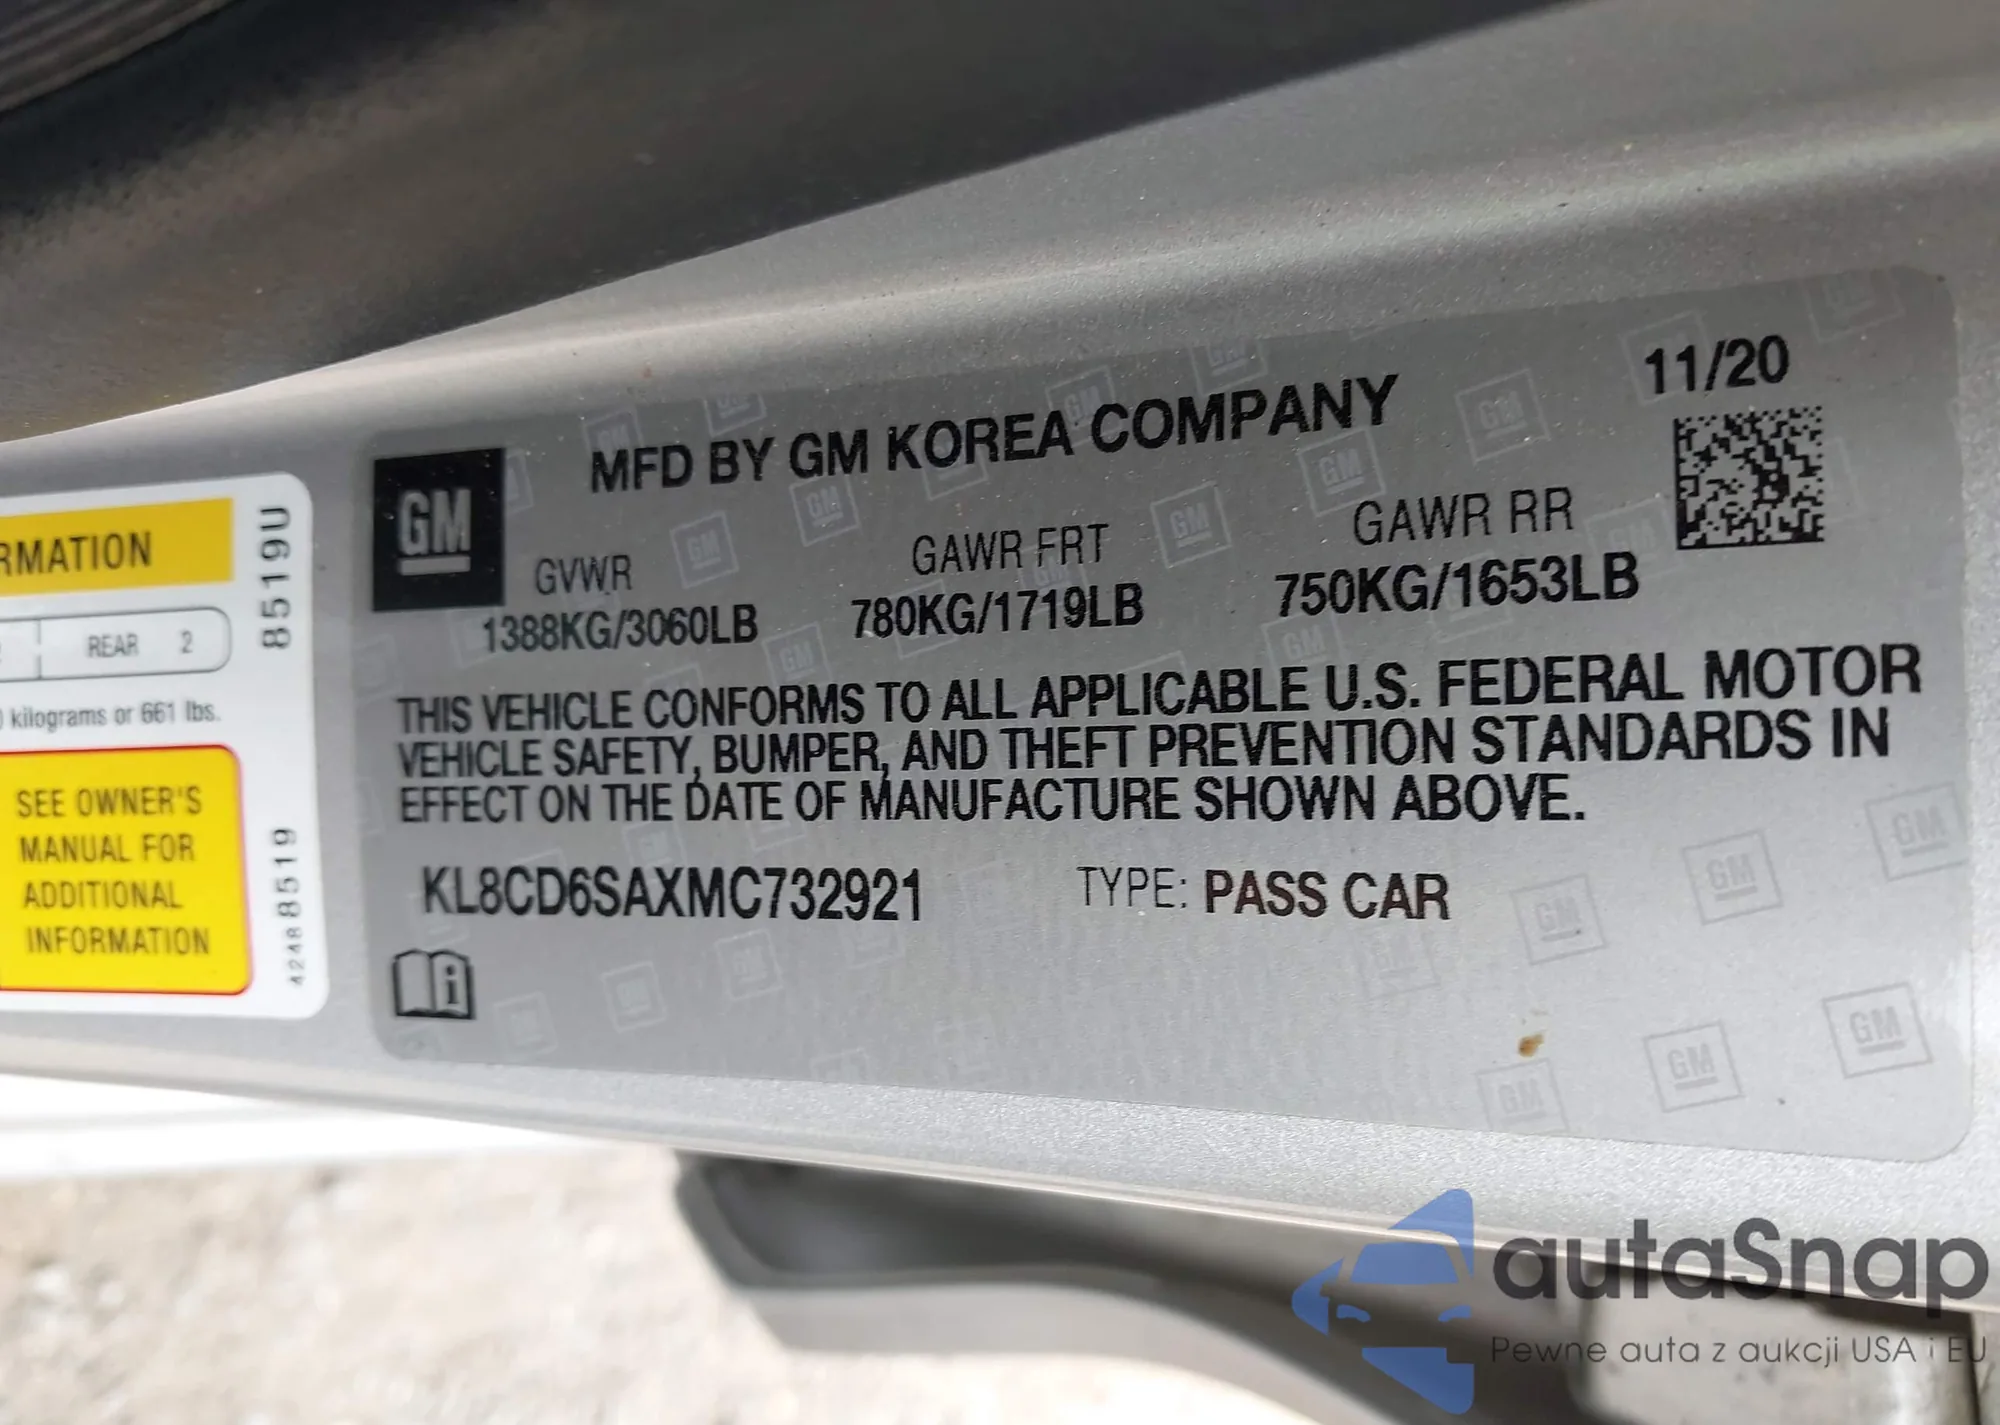 RMATION
REAR 2
kilograms or 661 lbs.
SEE OWNER'S
MANUAL FOR
ADDITIONAL
INFORMATION
8519U
42488519
GM
MFD BY GM KOREA COMPANY
11/20
GVWR GAWR FRT GAWR RR
1388KG/3060LB 780KG/1719LB 750KG/1653LB
THIS VEHICLE CONFORMS TO ALL APPLICABLE U.S. FEDERAL MOTOR
VEHICLE SAFETY, BUMPER, AND THEFT PREVENTION STANDARDS IN
EFFECT ON THE DATE OF MANUFACTURE SHOWN ABOVE.
KL8CD6SAXMC732921 TYPE: PASS CAR
autaSnap
Pewne auta z aukcji USA i EU